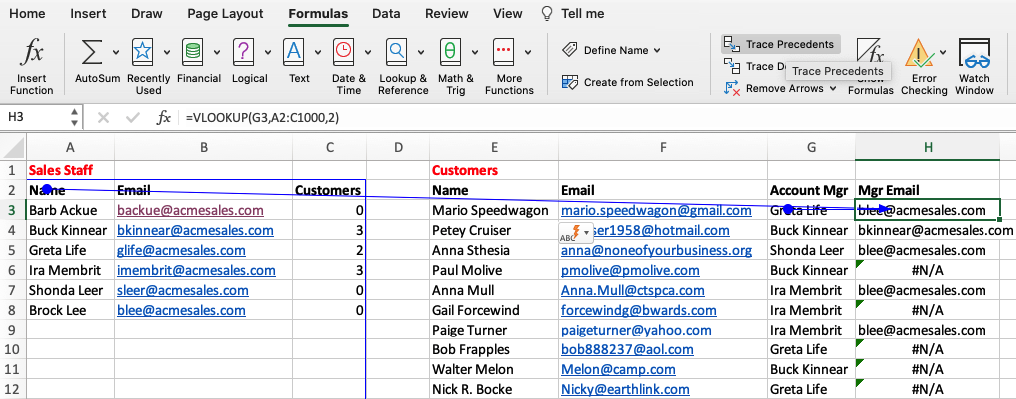 Home Insert Draw Page Layout Formulas Data Review View Tell me
fx Σ ? A θ
Insert Function AutoSum Recently Used Financial Logical Text Date & Time Lookup & Reference Math & Trig More Functions
Define Name
Create from Selection
Trace Precedents
Trace De
Trace Precedents
Remove Arrows
Formulas Error Checking Watch Window
H3 fx =VLOOKUP(G3,A2:C1000,2)
A B C D E F G H
1 Sales Staff Customers
2 Name Email Customers Name Email Account Mgr Mgr Email
3 Barb Ackue backue@acmesales.com 0 Mario Speedwagon mario.speedwagon@gmail.com Greta Life blee@acmesales.com
4 Buck Kinnear bkinnear@acmesales.com 3 Petey Cruiser ser1958@hotmail.com Buck Kinnear bkinnear@acmesales.com
ABC
5 Greta Life glife@acmesales.com 2 Anna Sthesia anna@noneofyourbusiness.org Shonda Leer blee@acmesales.com
6 Ira Membrit imembrit@acmesales.com 3 Paul Molive pmolive@pmolive.com Buck Kinnear #N/A
7 Shonda Leer sleer@acmesales.com 0 Anna Mull Anna.Mull@ctspca.com Ira Membrit blee@acmesales.com
8 Brock Lee blee@acmesales.com 0 Gail Forcewind forcewindg@bwards.com Ira Membrit #N/A
9 Paige Turner paigeturner@yahoo.com Ira Membrit blee@acmesales.com
10 Bob Frapples bob888237@aol.com Greta Life #N/A
11 Walter Melon Melon@camp.com Buck Kinnear #N/A
12 Nick R. Bocke Nicky@earthlink.com Greta Life #N/A